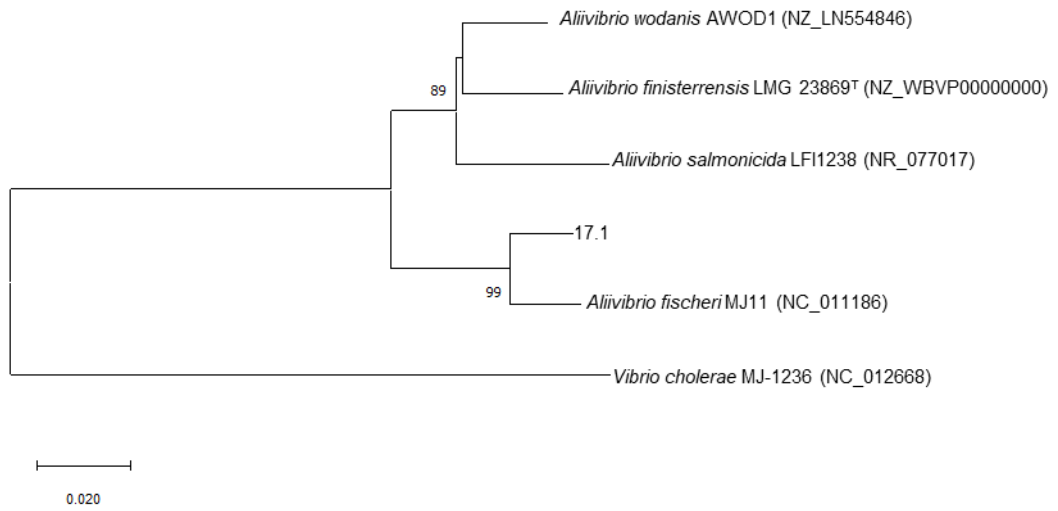 Aliivibrio wodanis AWOD1 (NZ_LN554846)
89
Aliivibrio finisterrensis LMG 23869ᵀ (NZ_WBVP00000000)
Aliivibrio salmonicida LFI1238 (NR_077017)
17.1
99
Aliivibrio fischeri MJ11 (NC_011186)
Vibrio cholerae MJ-1236 (NC_012668)
0.020